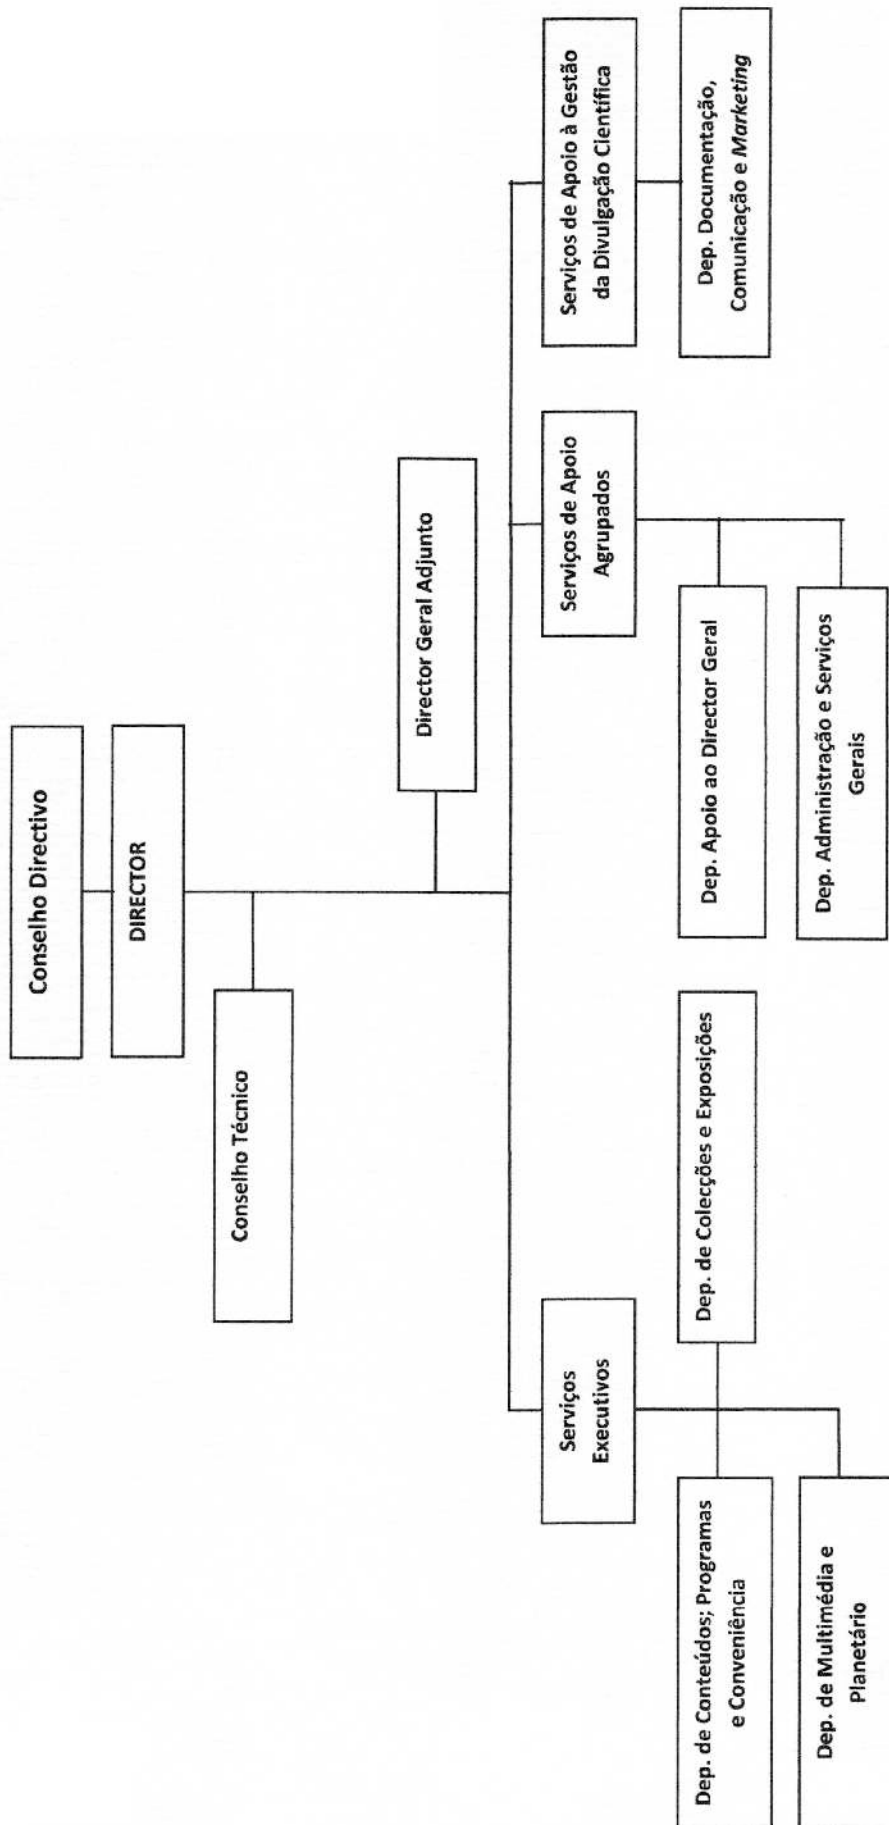 Conselho Directivo
DIRECTOR
Conselho Técnico
Director Geral Adjunto
Serviços
Executivos
Serviços de Apoio
Agrupados
Serviços de Apoio à Gestão
da Divulgação Científica
Dep. de Conteúdos; Programas
e Conveniência
Dep. de Colecções e Exposições
Dep. Apoio ao Director Geral
Dep. Documentação,
Comunicação e Marketing
Dep. de Multimédia e
Planetário
Dep. Administração e Serviços
Gerais